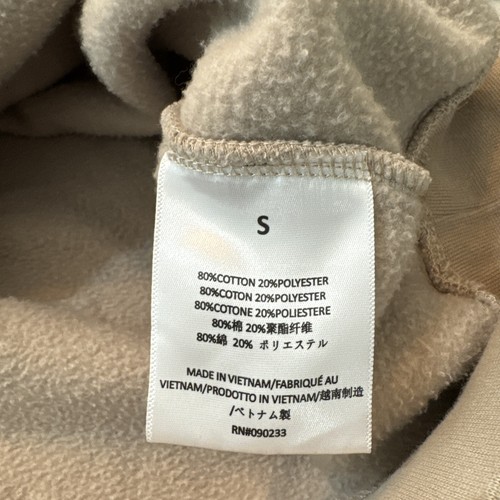 S
80%COTTON 20%POLYESTER
80%COTON 20%POLYESTER
80%COTONE 20%POLIESTERE
80%棉 20%聚酯纤维
80%綿 20% ポリエステル
MADE IN VIETNAM/FABRIQUÉ AU
VIETNAM/PRODOTTO IN VIETNAM/越南制造
/ベトナム製
RN#090233